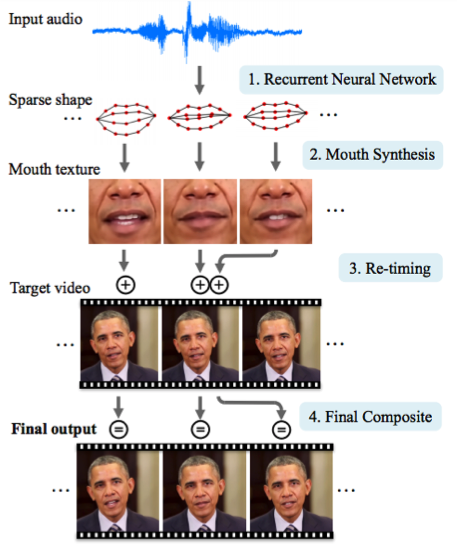 Input audio
1. Recurrent Neural Network
Sparse shape
... ...
2. Mouth Synthesis
Mouth texture
... ...
3. Re-timing
Target video
... ...
4. Final Composite
Final output
... ...